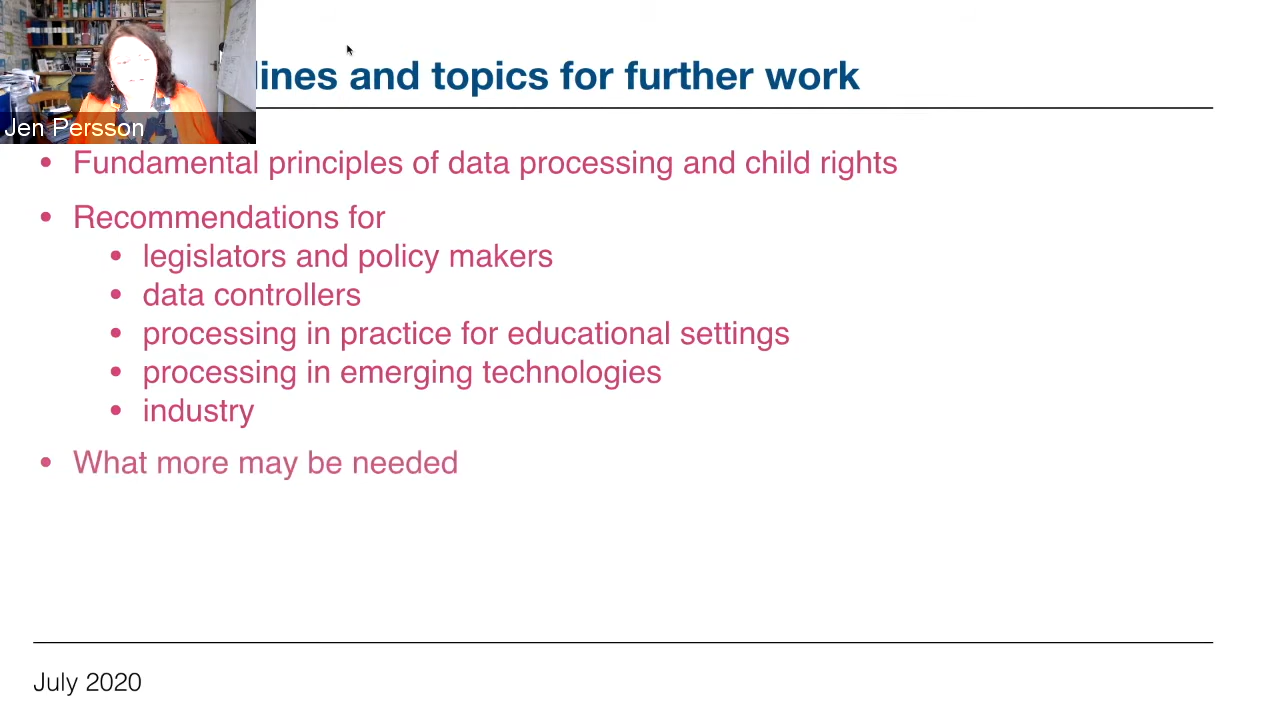 lines and topics for further work
Jen Persson
• Fundamental principles of data processing and child rights
• Recommendations for
• legislators and policy makers
• data controllers
• processing in practice for educational settings
• processing in emerging technologies
• industry
• What more may be needed
July 2020